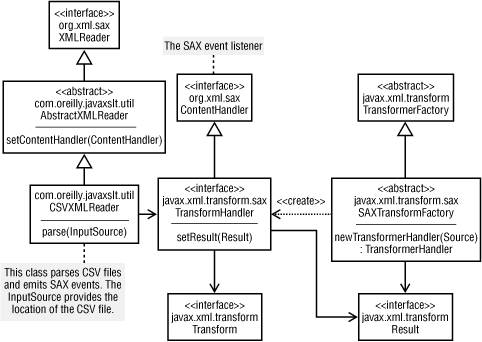 <<interface>>
org.xml.sax
XMLReader
The SAX event listener
<<abstract>>
com.oreilly.javaxslt.util
AbstractXMLReader
setContentHandler(ContentHandler)
<<interface>>
org.xml.sax
ContentHandler
<<abstract>>
javax.xml.transform
TransformerFactory
com.oreilly.javaxslt.util
CSVXMLReader
parse(InputSource)
<<interface>>
javax.xml.transform.sax
TransformHandler
setResult(Result)
<<create>>
<<abstract>>
javax.xml.transform.sax
SAXTransformFactory
newTransformerHandler(Source)
: TransformerHandler
This class parses CSV files
and emits SAX events. The
InputSource provides the
location of the CSV file.
<<interface>>
javax.xml.transform
Transform
<<interface>>
javax.xml.transform
Result